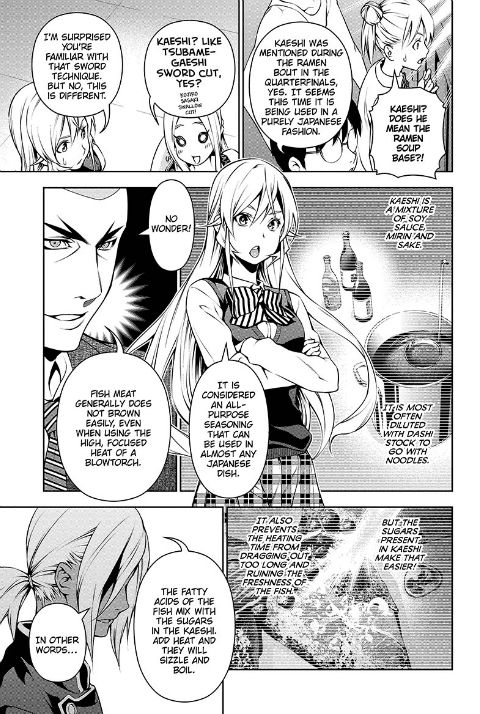 KAESHI?
DOES HE
MEAN THE
RAMEN
SOUP
BASE?!
KAESHI WAS
MENTIONED DURING
THE RAMEN
BOUT IN THE
QUARTERFINALS,
YES. IT SEEMS
THIS TIME IT IS
BEING USED IN A
PURELY JAPANESE
FASHION.
KAESHI? LIKE
TSUBAME-
GAESHI
SWORD CUT,
YES?
KOJIRO
SASAKI
SWALLOW
CUT!
I'M SURPRISED
YOU'RE
FAMILIAR WITH
THAT SWORD
TECHNIQUE.
BUT NO, THIS
IS DIFFERENT.
KAESHI IS
A MIXTURE
OF SOY
SAUCE,
MIRIN AND
SAKE.
IT IS MOST
OFTEN
DILUTED
WITH DASHI
STOCK TO
GO WITH
NOODLES.
NO
WONDER!
IT IS
CONSIDERED
AN ALL-
PURPOSE
SEASONING
THAT CAN
BE USED IN
ALMOST ANY
JAPANESE
DISH.
FISH MEAT
GENERALLY DOES
NOT BROWN
EASILY, EVEN
WHEN USING THE
HIGH, FOCUSED
HEAT OF A
BLOWTORCH.
BUT THE
SUGARS
PRESENT
IN KAESHI
MAKE THAT
EASIER!
IT ALSO
PREVENTS
THE HEATING
TIME FROM
DRAGGING OUT
TOO LONG AND
RUINING THE
FRESHNESS
OF THE FISH.
THE FATTY
ACIDS OF THE
FISH MIX WITH
THE SUGARS
IN THE KAESHI.
ADD HEAT AND
THEY WILL
SIZZLE AND
BOIL.
IN OTHER
WORDS...